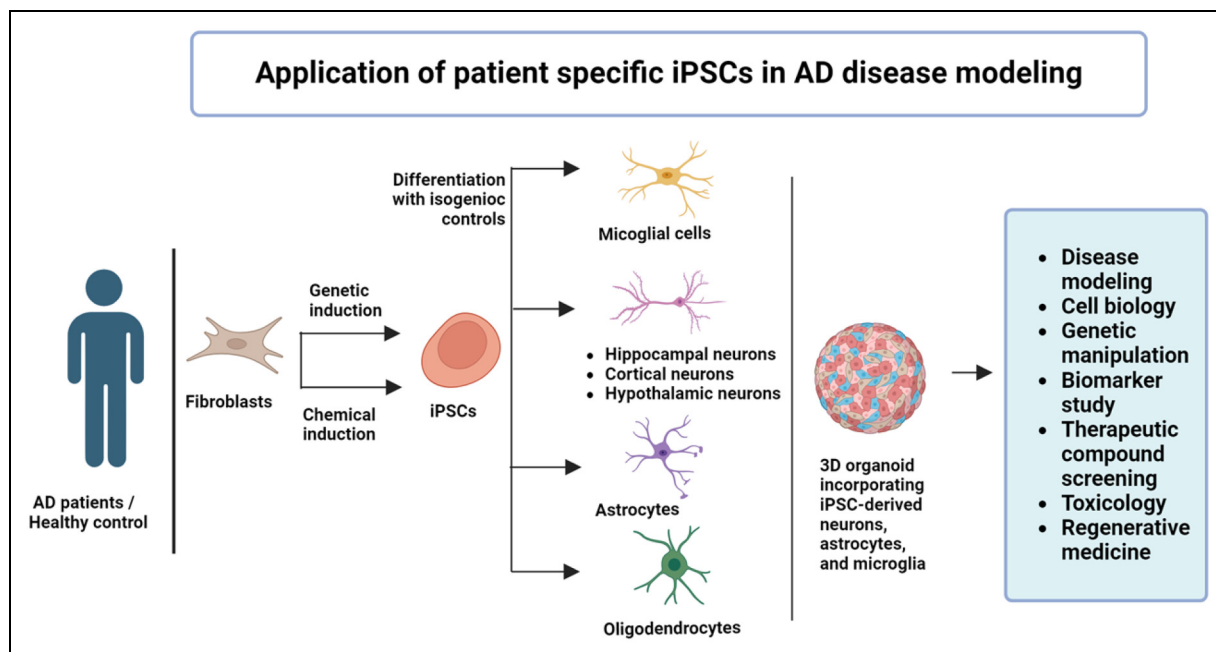 Application of patient specific iPSCs in AD disease modeling
AD patients /
Healthy control
Fibroblasts
Genetic
induction
Chemical
induction
iPSCs
Differentiation
with isogenioc
controls
Micoglial cells
• Hippocampal neurons
• Cortical neurons
• Hypothalamic neurons
Astrocytes
Oligodendrocytes
3D organoid
incorporating
iPSC-derived
neurons,
astrocytes,
and microglia
• Disease
modeling
• Cell biology
• Genetic
manipulation
• Biomarker
study
• Therapeutic
compound
screening
• Toxicology
• Regenerative
medicine